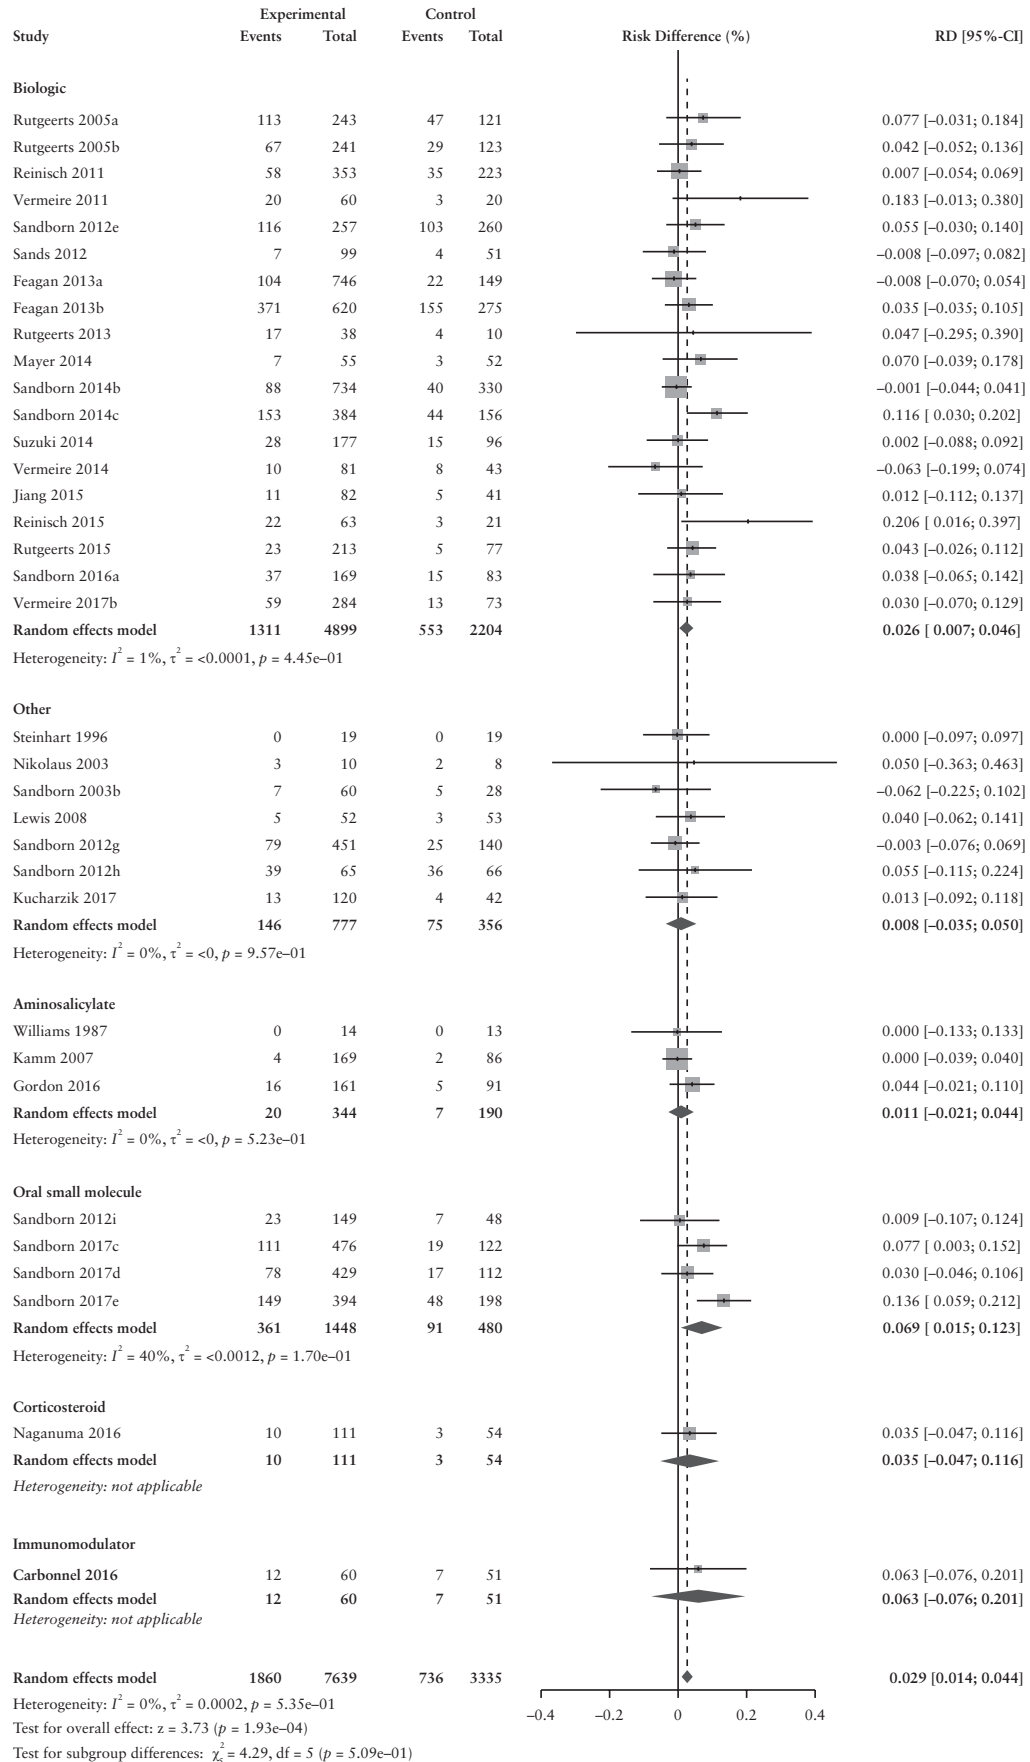 Experimental Control
Study Events Total Events Total Risk Difference (%) RD [95%-CI]
Biologic
Rutgeerts 2005a 113 243 47 121 0.077 [–0.031; 0.184]
Rutgeerts 2005b 67 241 29 123 0.042 [–0.052; 0.136]
Reinisch 2011 58 353 35 223 0.007 [–0.054; 0.069]
Vermeire 2011 20 60 3 20 0.183 [–0.013; 0.380]
Sandborn 2012e 116 257 103 260 0.055 [–0.030; 0.140]
Sands 2012 7 99 4 51 –0.008 [–0.097; 0.082]
Feagan 2013a 104 746 22 149 –0.008 [–0.070; 0.054]
Feagan 2013b 371 620 155 275 0.035 [–0.035; 0.105]
Rutgeerts 2013 17 38 4 10 0.047 [–0.295; 0.390]
Mayer 2014 7 55 3 52 0.070 [–0.039; 0.178]
Sandborn 2014b 88 734 40 330 -0.001 [–0.044; 0.041]
Sandborn 2014c 153 384 44 156 0.116 [ 0.030; 0.202]
Suzuki 2014 28 177 15 96 0.002 [–0.088; 0.092]
Vermeire 2014 10 81 8 43 -0.063 [–0.199; 0.074]
Jiang 2015 11 82 5 41 0.012 [–0.112; 0.137]
Reinisch 2015 22 63 3 21 0.206 [ 0.016; 0.397]
Rutgeerts 2015 23 213 5 77 0.043 [–0.026; 0.112]
Sandborn 2016a 37 169 15 83 0.038 [–0.065; 0.142]
Vermeire 2017b 59 284 13 73 0.030 [–0.070; 0.129]
Random effects model 1311 4899 553 2204 0.026 [ 0.007; 0.046]
Heterogeneity: I² = 1%, τ² = <0.0001, p = 4.45e–01
Other
Steinhart 1996 0 19 0 19 0.000 [–0.097; 0.097]
Nikolaus 2003 3 10 2 8 0.050 [–0.363; 0.463]
Sandborn 2003b 7 60 5 28 –0.062 [–0.225; 0.102]
Lewis 2008 5 52 3 53 0.040 [–0.062; 0.141]
Sandborn 2012g 79 451 25 140 –0.003 [–0.076; 0.069]
Sandborn 2012h 39 65 36 66 0.055 [–0.115; 0.224]
Kucharzik 2017 13 120 4 42 0.013 [–0.092; 0.118]
Random effects model 146 777 75 356 0.008 [–0.035; 0.050]
Heterogeneity: I² = 0%, τ² = <0, p = 9.57e–01
Aminosalicylate
Williams 1987 0 14 0 13 0.000 [–0.133; 0.133]
Kamm 2007 4 169 2 86 0.000 [–0.039; 0.040]
Gordon 2016 16 161 5 91 0.044 [–0.021; 0.110]
Random effects model 20 344 7 190 0.011 [–0.021; 0.044]
Heterogeneity: I² = 0%, τ² = <0, p = 5.23e–01
Oral small molecule
Sandborn 2012i 23 149 7 48 0.009 [–0.107; 0.124]
Sandborn 2017c 111 476 19 122 0.077 [ 0.003; 0.152]
Sandborn 2017d 78 429 17 112 0.030 [–0.046; 0.106]
Sandborn 2017e 149 394 48 198 0.136 [ 0.059; 0.212]
Random effects model 361 1448 91 480 0.069 [ 0.015; 0.123]
Heterogeneity: I² = 40%, τ² = <0.0012, p = 1.70e–01
Corticosteroid
Naganuma 2016 10 111 3 54 0.035 [–0.047; 0.116]
Random effects model 10 111 3 54 0.035 [–0.047; 0.116]
Heterogeneity: not applicable
Immunomodulator
Carbonnel 2016 12 60 7 51 0.063 [–0.076; 0.201]
Random effects model 12 60 7 51 0.063 [–0.076; 0.201]
Heterogeneity: not applicable
Random effects model 1860 7639 736 3335 0.029 [0.014; 0.044]
Heterogeneity: I² = 0%, τ² = 0.0002, p = 5.35e–01
–0.4 –0.2 0 0.2 0.4
Test for overall effect: z = 3.73 (p = 1.93e–04)
Test for subgroup differences: χ²₅ = 4.29, df = 5 (p = 5.09e–01)